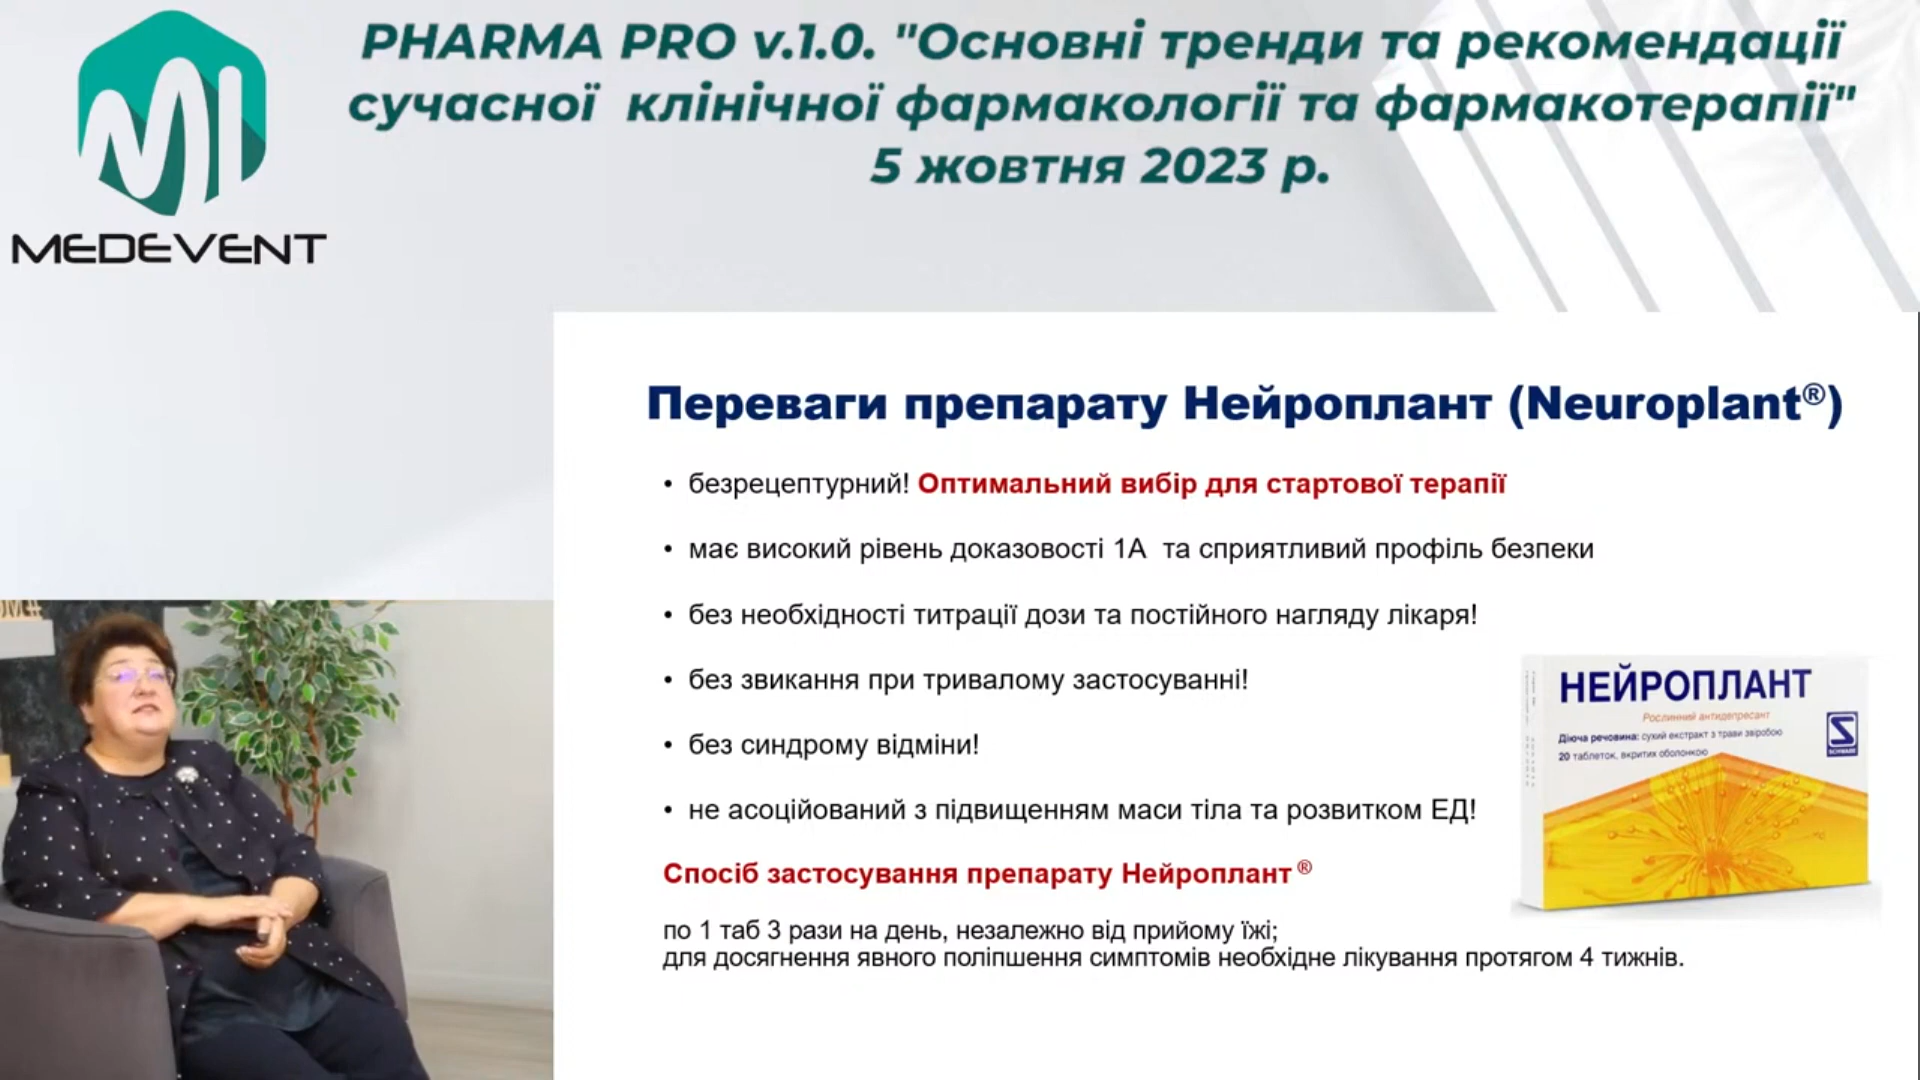 PHARMA PRO v.1.0. "Основні тренди та рекомендації
сучасної клінічної фармакології та фармакотерапії"
5 жовтня 2023 р.
MEDEVENT
Переваги препарату Нейроплант (Neuroplant®)
• безрецептурний! Оптимальний вибір для стартової терапії
• має високий рівень доказовості 1А та сприятливий профіль безпеки
• без необхідності титрації дози та постійного нагляду лікаря!
• без звикання при тривалому застосуванні!
• без синдрому відміни!
• не асоційований з підвищенням маси тіла та розвитком ЕД!
Спосіб застосування препарату Нейроплант®
по 1 таб 3 рази на день, незалежно від прийому їжі;
для досягнення явного поліпшення симптомів необхідне лікування протягом 4 тижнів.
НЕЙРОПЛАНТ
Рослинний антидепресант
Діюча речовина: сухий екстракт з трави звіробою
20 таблеток, вкритих оболонкою
SCHWABE